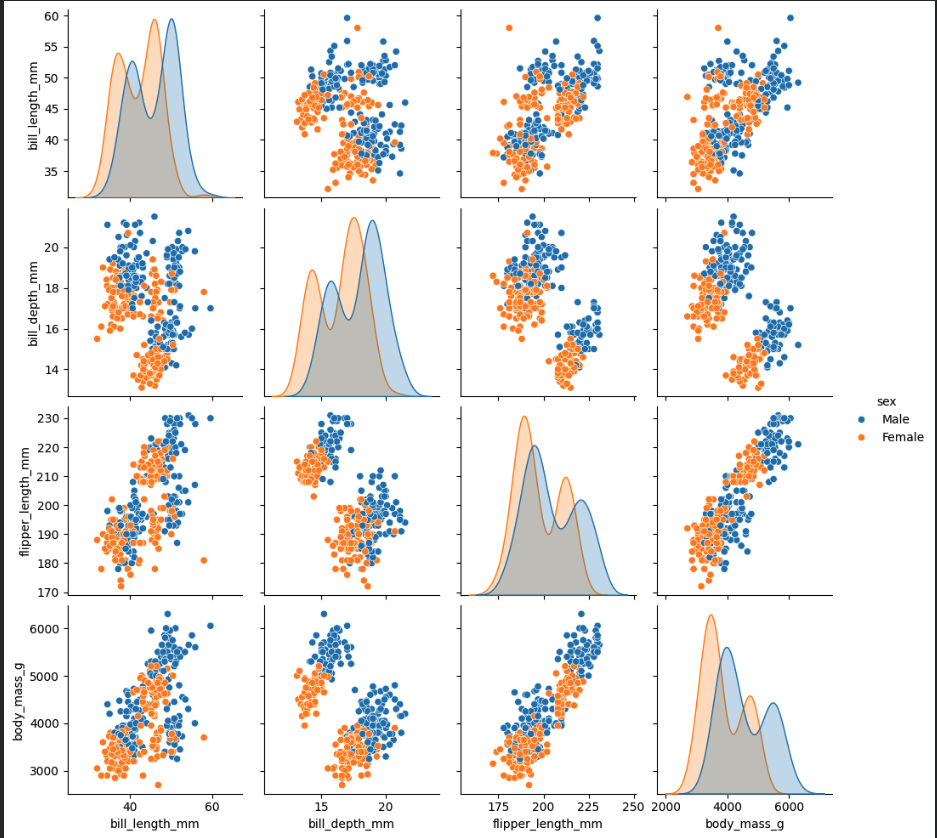 bill_length_mm
60
55
50
45
40
35
bill_depth_mm
20
18
16
14
flipper_length_mm
230
220
210
200
190
180
170
body_mass_g
6000
5000
4000
3000
40 60
bill_length_mm
15 20
bill_depth_mm
175 200 225 250
flipper_length_mm
2000 4000 6000
body_mass_g
sex
Male
Female